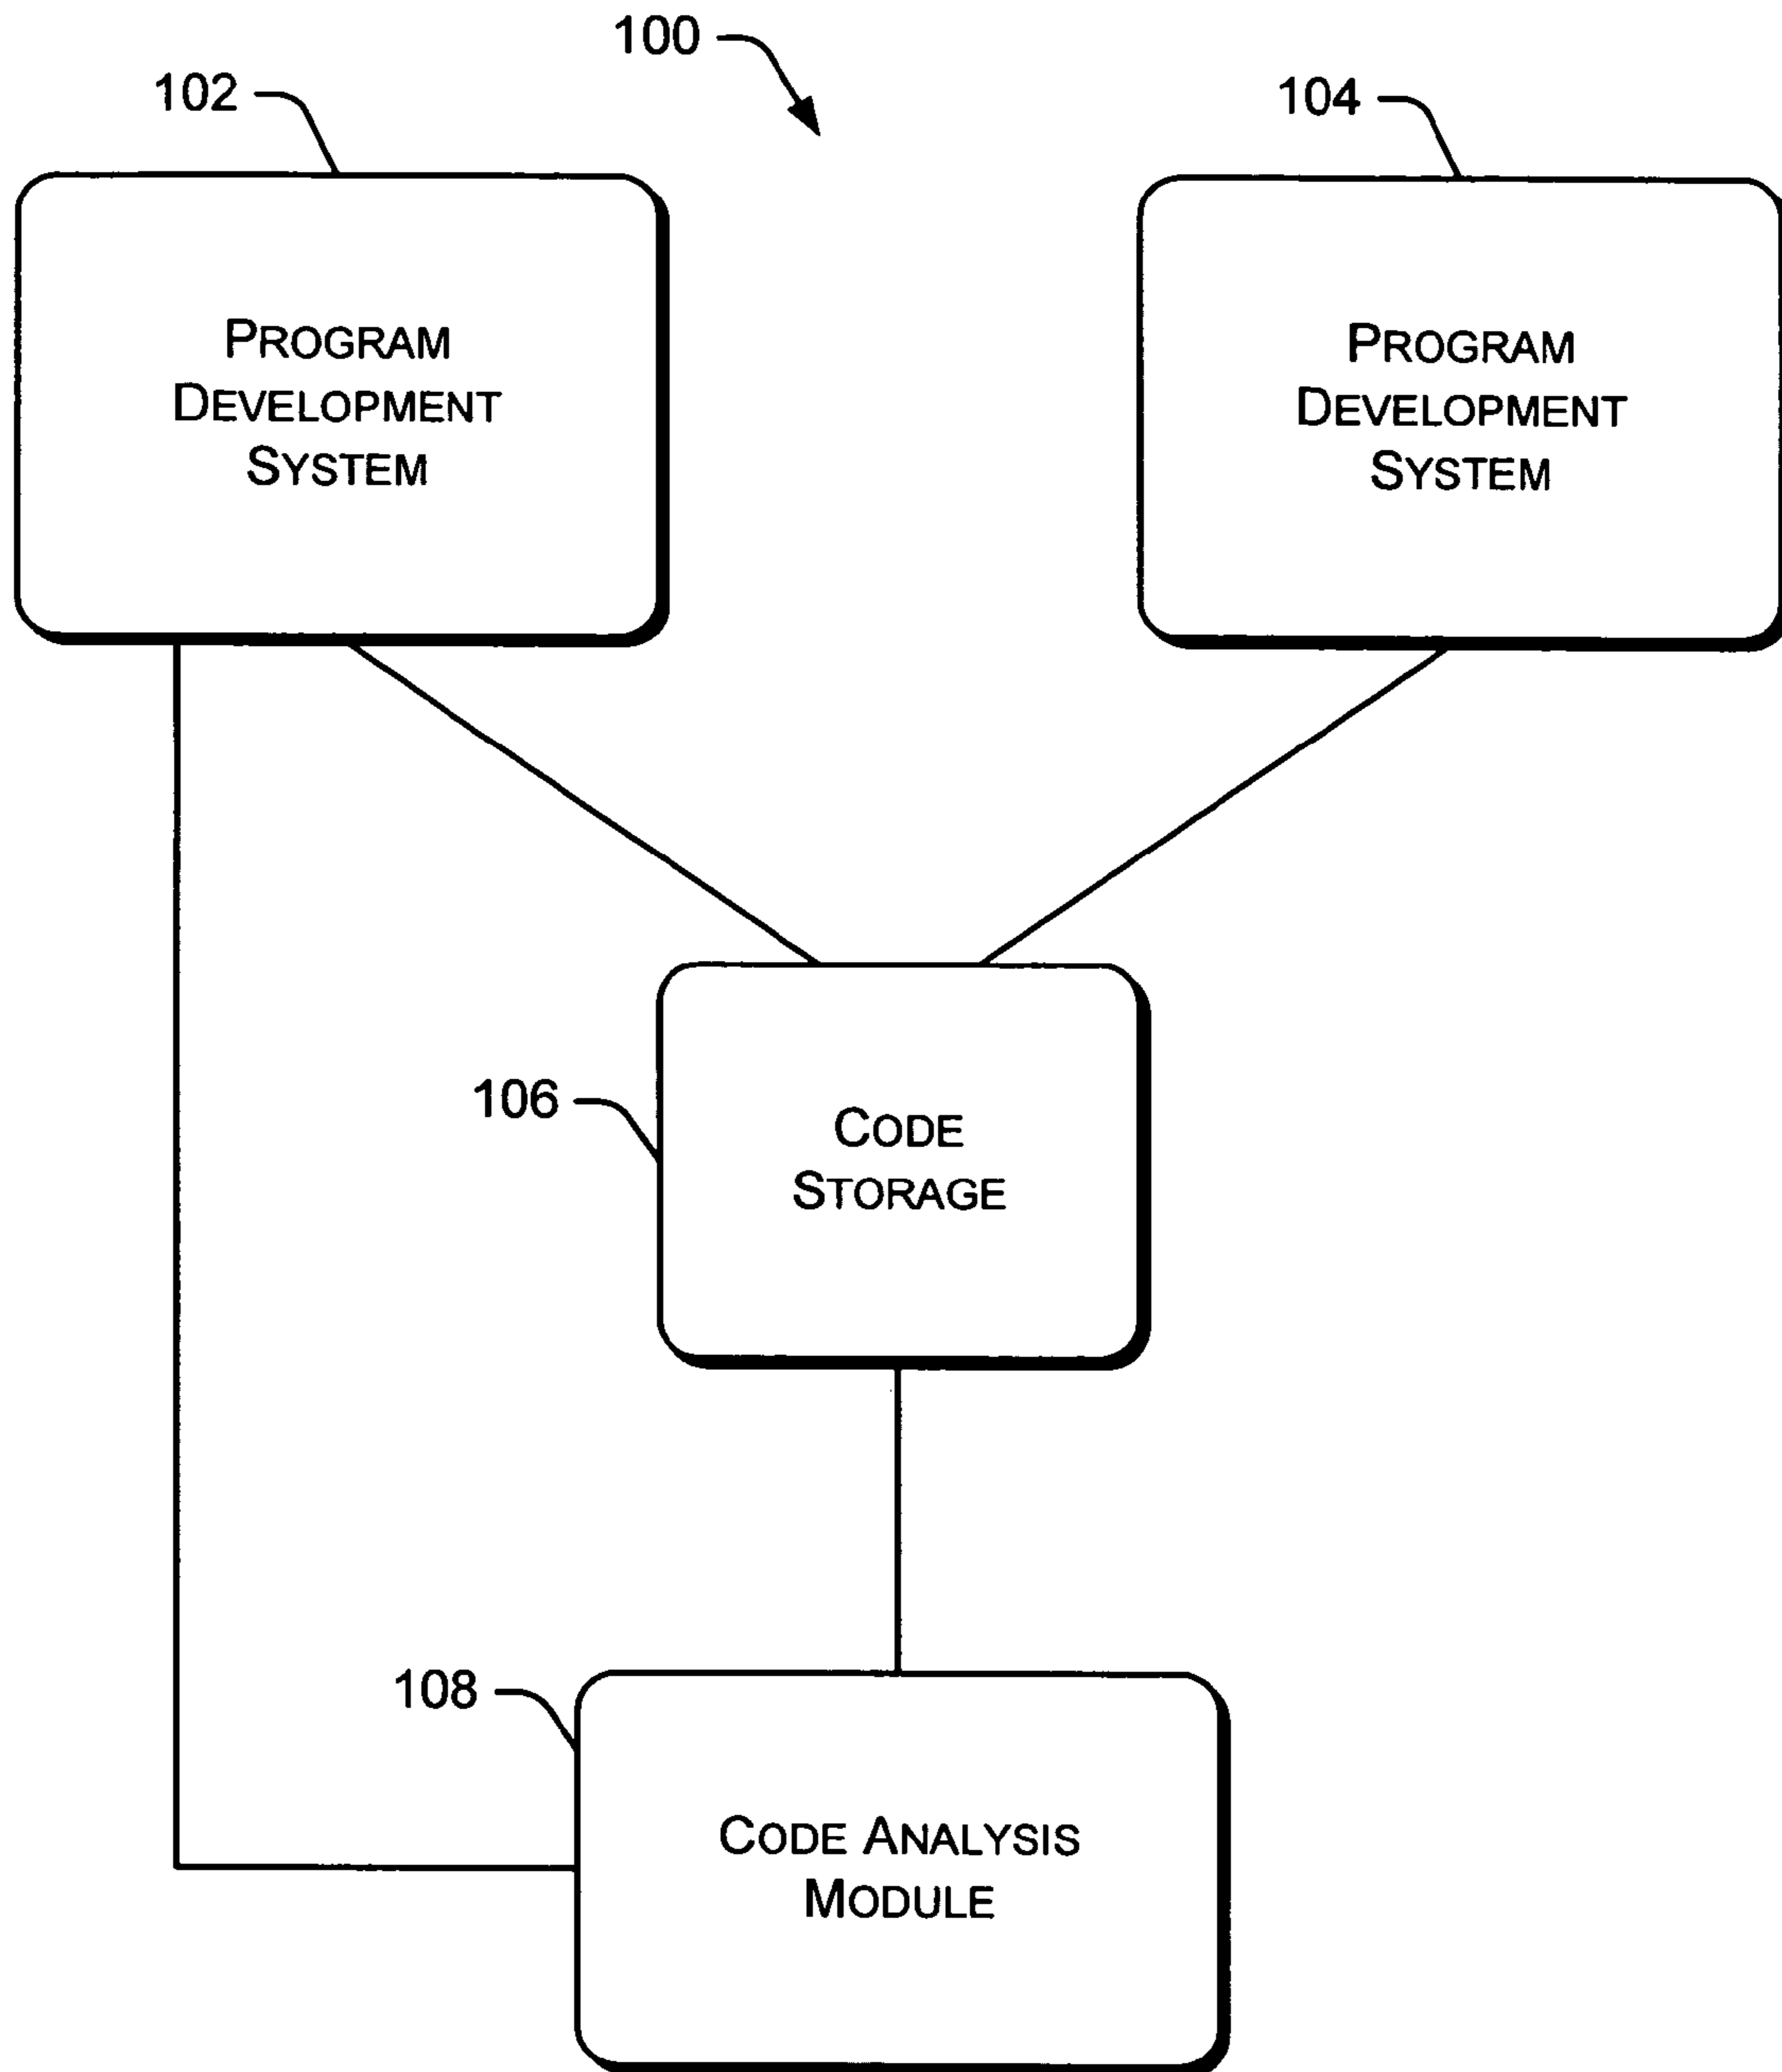 100
102
104
PROGRAM
DEVELOPMENT
SYSTEM
PROGRAM
DEVELOPMENT
SYSTEM
106
CODE
STORAGE
108
CODE ANALYSIS
MODULE